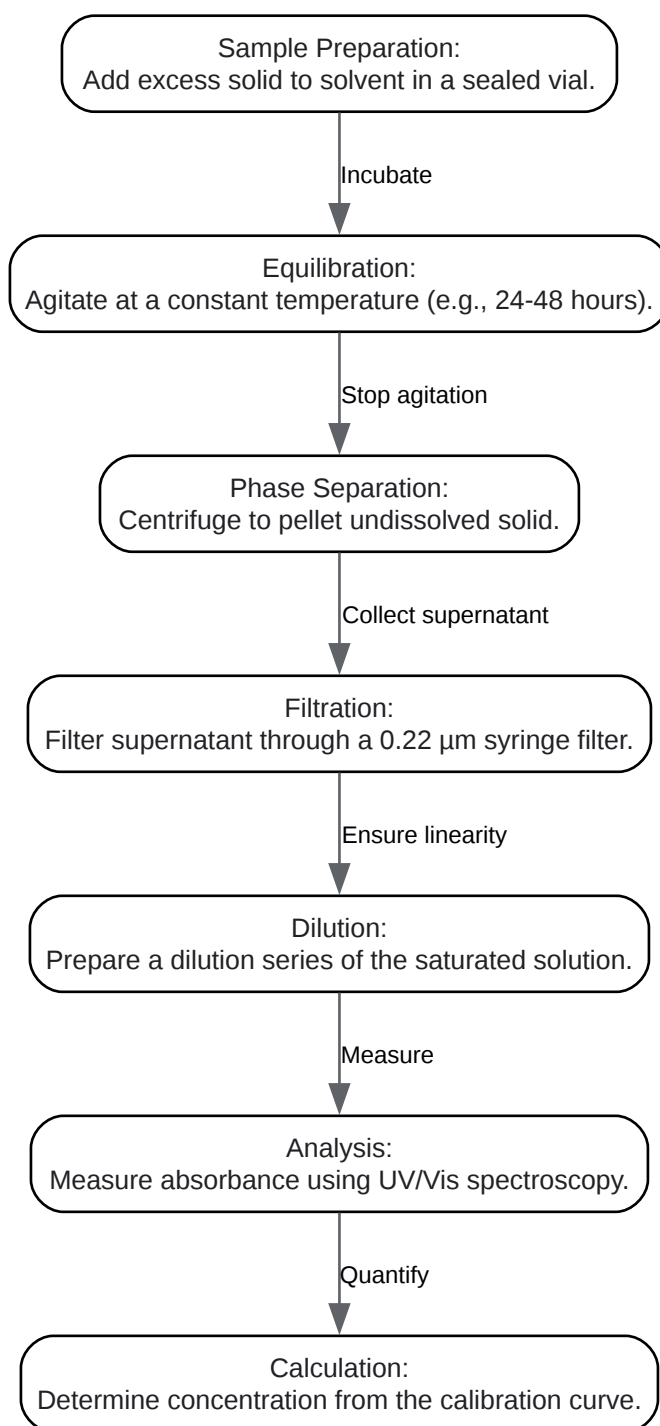 Sample Preparation:
Add excess solid to solvent in a sealed vial.
Incubate
Equilibration:
Agitate at a constant temperature (e.g., 24-48 hours).
Stop agitation
Phase Separation:
Centrifuge to pellet undissolved solid.
Collect supernatant
Filtration:
Filter supernatant through a 0.22 µm syringe filter.
Ensure linearity
Dilution:
Prepare a dilution series of the saturated solution.
Measure
Analysis:
Measure absorbance using UV/Vis spectroscopy.
Quantify
Calculation:
Determine concentration from the calibration curve.